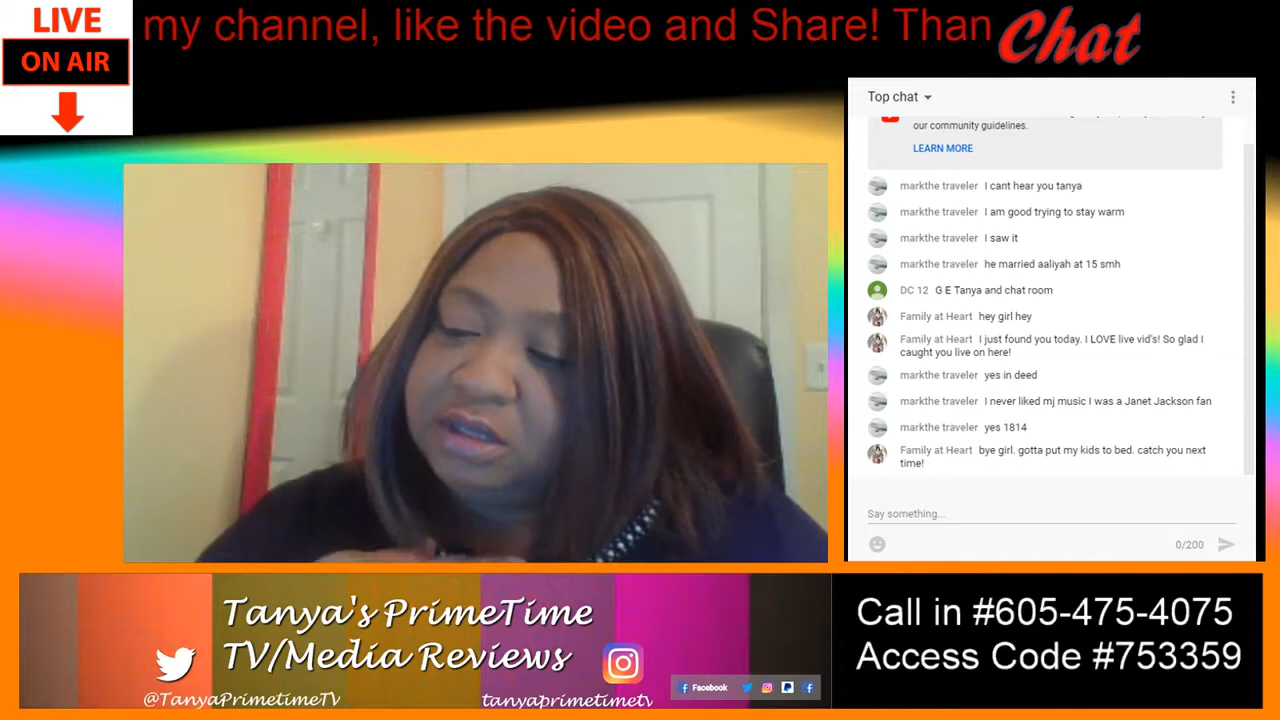 LIVE
ON AIR
my channel, like the video and Share! Than
Chat
Top chat
our community guidelines.
LEARN MORE
markthe traveler I cant hear you tanya
markthe traveler I am good trying to stay warm
markthe traveler I saw it
markthe traveler he married aaliyah at 15 smh
DC 12 G E Tanya and chat room
Family at Heart hey girl hey
Family at Heart I just found you today. I LOVE live vid's! So glad I
caught you live on here!
markthe traveler yes in deed
markthe traveler I never liked mj music I was a Janet Jackson fan
markthe traveler yes 1814
Family at Heart bye girl. gotta put my kids to bed. catch you next
time!
Say something...
0/200
Tanya's PrimeTime
TV/Media Reviews
@TanyaPrimetimeTV
tanyaprimetimetv
Facebook
Call in #605-475-4075
Access Code #753359